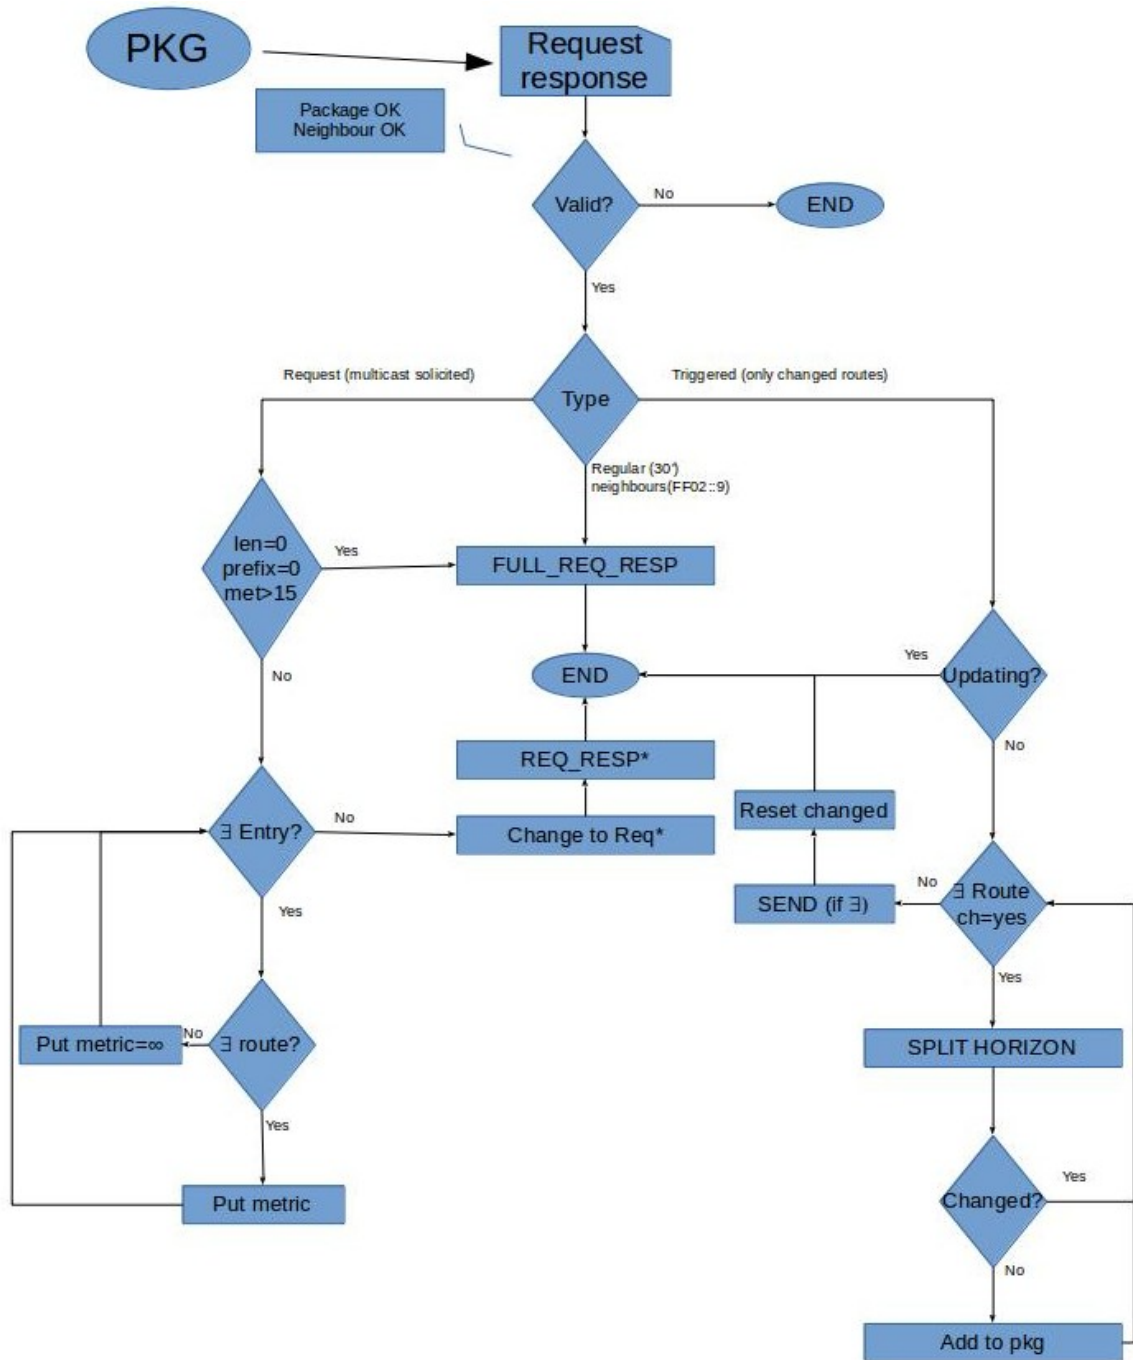 PKG
Request
response
Package OK
Neighbour OK
Valid?
No
END
Yes
Request (multicast solicited)
Type
Triggered (only changed routes)
Regular (30')
neighbours(FF02::9)
len=0
prefix=0
met>15
Yes
FULL_REQ_RESP
No
END
Yes
Updating?
No
REQ_RESP*
Reset changed
∃ Entry?
No
Change to Req*
Yes
SEND (if ∃)
No
∃ Route
ch=yes
Yes
Put metric=∞
No
∃ route?
Yes
SPLIT HORIZON
Put metric
Changed?
Yes
No
Add to pkg